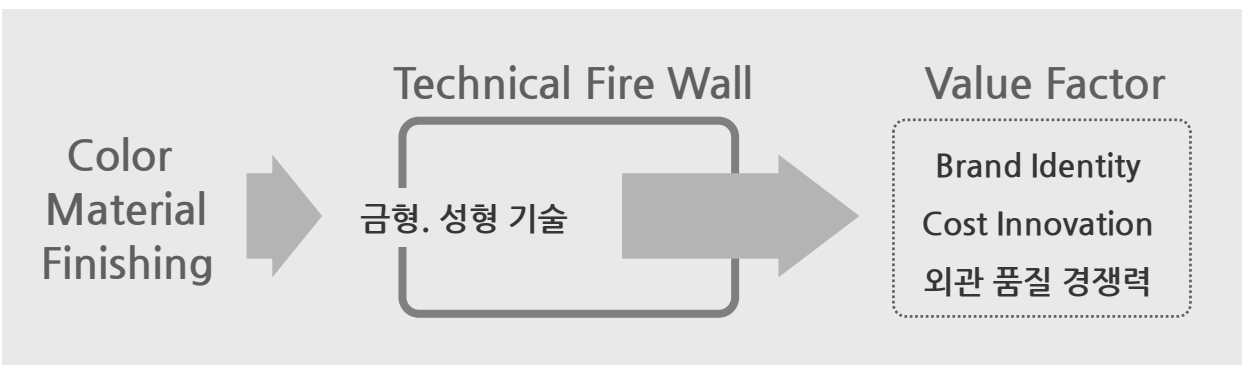 Color
Material
Finishing
Technical Fire Wall
금형. 성형 기술
Value Factor
Brand Identity
Cost Innovation
외관 품질 경쟁력